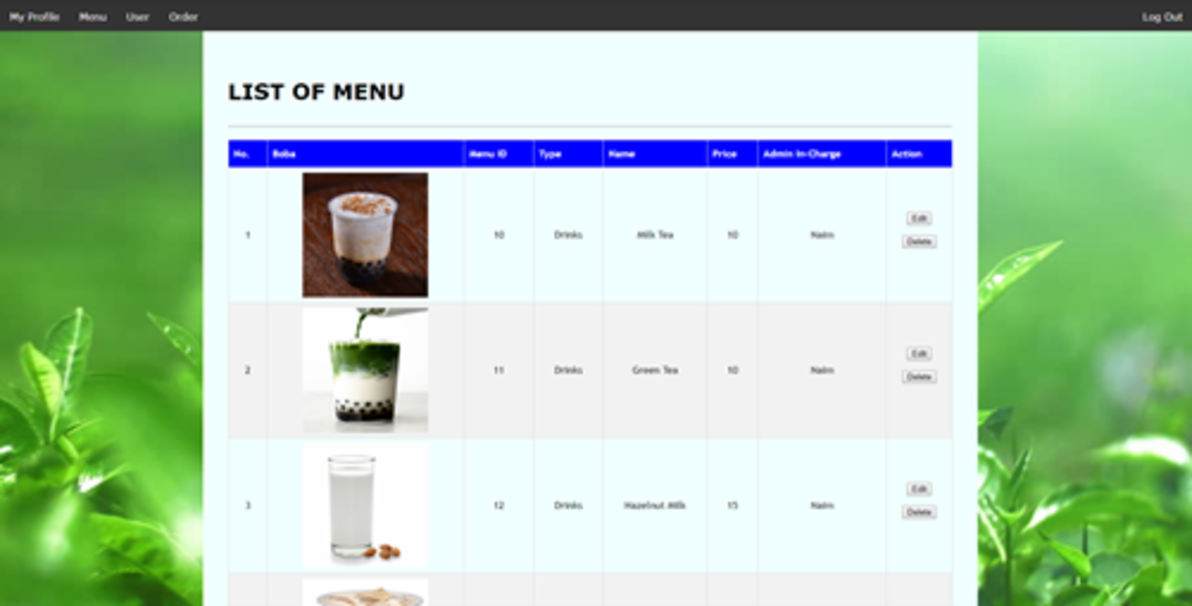 My Profile Menu User Order Log Out
LIST OF MENU
No. Boba Menu ID Type Name Price Admin In-Charge Action
1 10 Drinks Milk Tea 10 Naim Edit
Delete
2 11 Drinks Green Tea 10 Naim Edit
Delete
3 12 Drinks Hazelnut Milk 15 Naim Edit
Delete